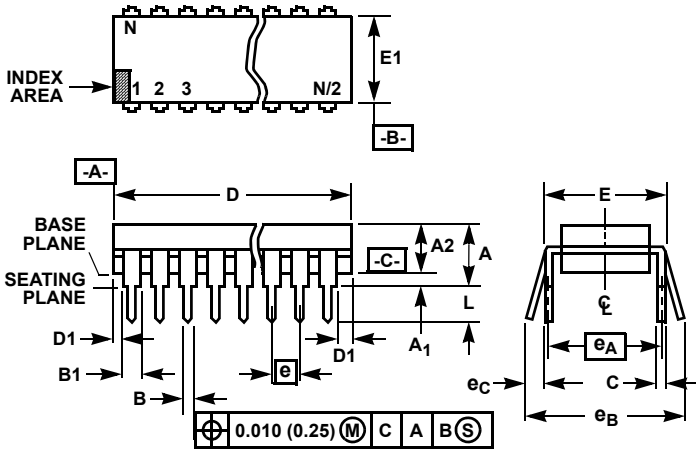 N
E1
INDEX
AREA
1 2 3 N/2
-B-
-A-
D
E
BASE
PLANE
A2
A
-C-
SEATING
PLANE
L
C
L
D1
A1
D1
eA
B1
e
eC
C
B
eB
0.010 (0.25) M C A B S